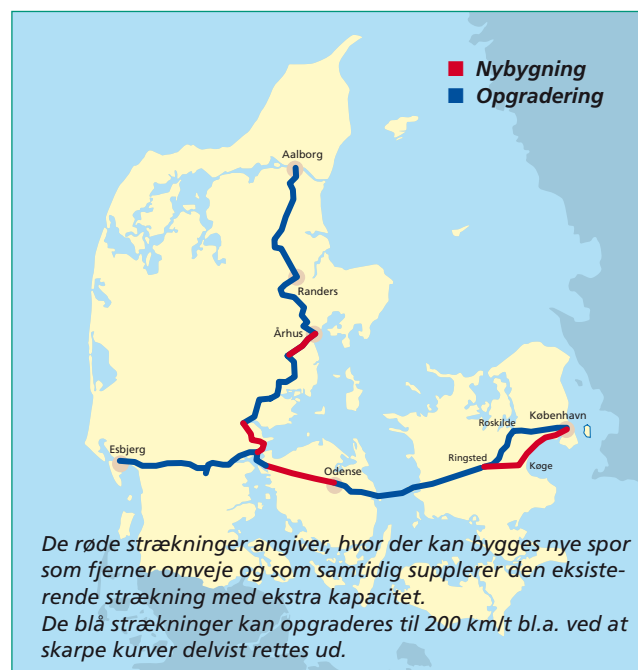 Nybygning
Opgradering
Aalborg
Randers
Århus
København
Roskilde
Esbjerg
Ringsted
Køge
Odense
De røde strækninger angiver, hvor der kan bygges nye spor
som fjerner omveje og som samtidig supplerer den eksiste-
rende strækning med ekstra kapacitet.
De blå strækninger kan opgraderes til 200 km/t bl.a. ved at
skarpe kurver delvist rettes ud.